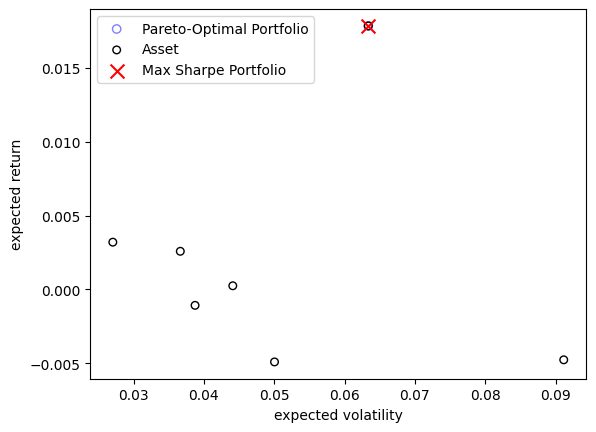 Pareto-Optimal Portfolio
Asset
Max Sharpe Portfolio
0.015
0.010
0.005
0.000
−0.005
expected return
0.03 0.04 0.05 0.06 0.07 0.08 0.09
expected volatility